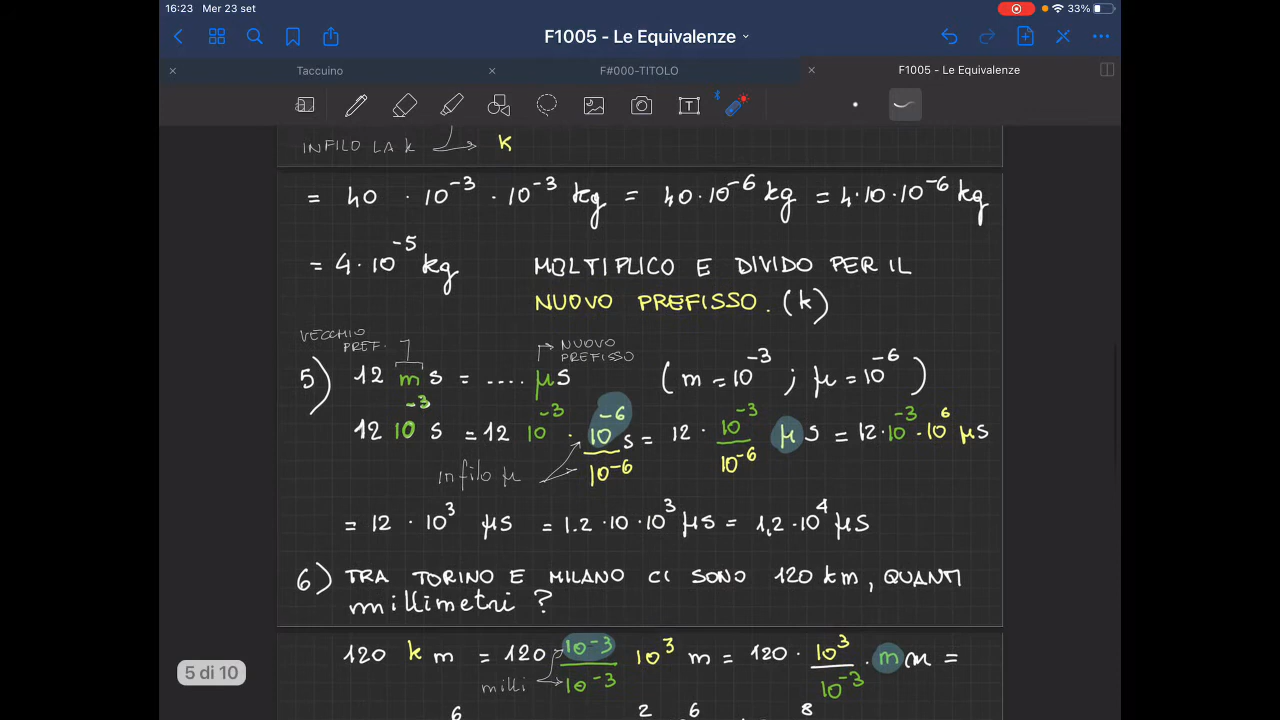 16:23 Mer 23 set
33%
F1005 - Le Equivalenze
Taccuino
F#000-TITOLO
F1005 - Le Equivalenze
INFILO LA K → K
= 40 · 10⁻³ · 10⁻³ kg = 40·10⁻⁶ kg = 4·10·10⁻⁶ kg
= 4·10⁻⁵ kg
MOLTIPLICO E DIVIDO PER IL
NUOVO PREFISSO. (k)
VECCHIO
PREF.
NUOVO
PREFISSO
5) 12 ms = .... μs (m = 10⁻³ ; μ = 10⁻⁶)
12 10⁻³ s = 12 10⁻³ · 10⁻⁶/10⁻⁶ s = 12 · 10⁻³/10⁻⁶ μs = 12·10⁻³·10⁶ μs
infilo μ
= 12 · 10³ μs = 1.2 · 10 · 10³ μs = 1,2·10⁴ μs
6) TRA TORINO E MILANO CI SONO 120 km, QUANTI
millimetri ?
120 k m = 120 10⁻³/10⁻³ 10³ m = 120 · 10³/10⁻³ · m m =
milli
5 di 10
6 2 6 8